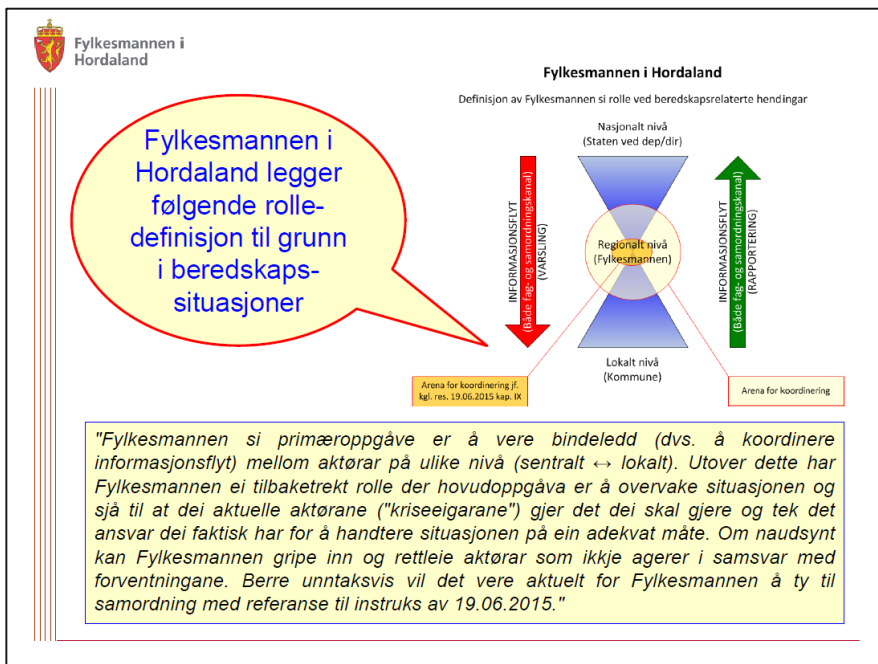 Fylkesmannen i
Hordaland
Fylkesmannen i
Hordaland legger
følgende rolle-
definisjon til grunn
i beredskaps-
situasjoner
Fylkesmannen i Hordaland
Definisjon av Fylkesmannen si rolle ved beredskapsrelaterte hendingar
Nasjonalt nivå
(Staten ved dep/dir)
INFORMASJONSFLYT
(Både fag- og samordningskanal)
(VARSLING)
Regionalt nivå
(Fylkesmannen)
INFORMASJONSFLYT
(Både fag- og samordningskanal)
(RAPPORTERING)
Lokalt nivå
(Kommune)
Arena for koordinering jf.
kgl. res. 19.06.2015 kap. IX
Arena for koordinering
"Fylkesmannen si primæroppgåve er å vere bindeledd (dvs. å koordinere
informasjonsflyt) mellom aktørar på ulike nivå (sentralt ↔ lokalt). Utover dette har
Fylkesmannen ei tilbaketrekt rolle der hovudoppgåva er å overvake situasjonen og
sjå til at dei aktuelle aktørane ("kriseeigarane") gjer det dei skal gjere og tek det
ansvar dei faktisk har for å handtere situasjonen på ein adekvat måte. Om naudsynt
kan Fylkesmannen gripe inn og rettleie aktørar som ikkje agerer i samsvar med
forventningane. Berre unntaksvis vil det vere aktuelt for Fylkesmannen å ty til
samordning med referanse til instruks av 19.06.2015."